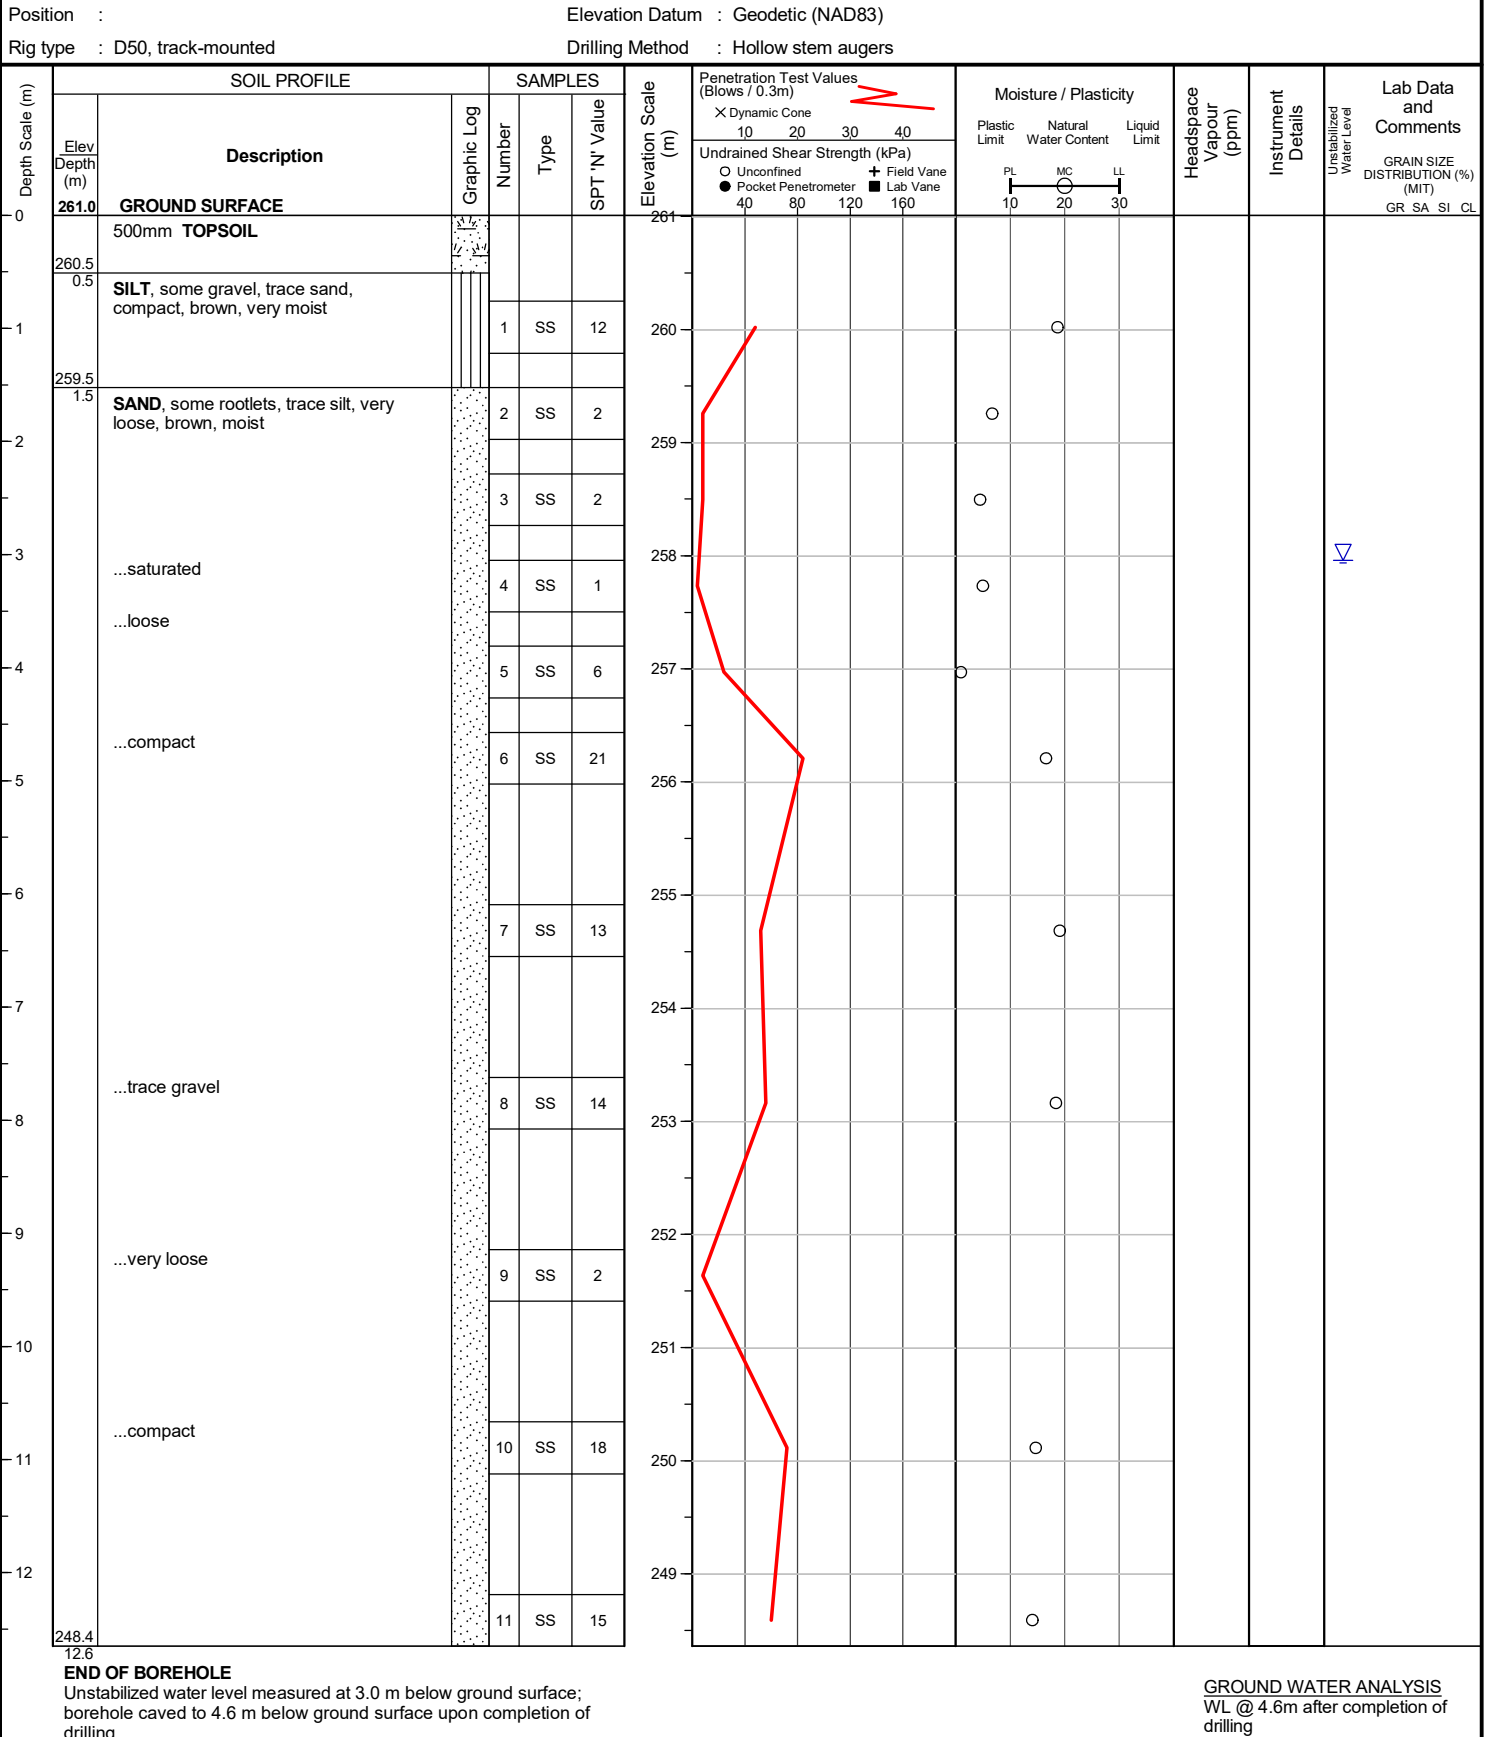 Position :
Elevation Datum : Geodetic (NAD83)
Rig type : D50, track-mounted
Drilling Method : Hollow stem augers
Depth Scale (m)
SOIL PROFILE
Elev
Depth
(m)
Description
Graphic Log
261.0 GROUND SURFACE
SAMPLES
Number
Type
SPT 'N' Value
Elevation Scale
(m)
Penetration Test Values
(Blows / 0.3m)
Dynamic Cone
10 20 30 40
Undrained Shear Strength (kPa)
Unconfined
Field Vane
Pocket Penetrometer
Lab Vane
40 80 120 160
Moisture / Plasticity
Plastic
Limit
Natural
Water Content
Liquid
Limit
PL MC LL
10 20 30
Headspace
Vapour
(ppm)
Instrument
Details
Unstabilized
Water Level
Lab Data
and
Comments
GRAIN SIZE
DISTRIBUTION (%)
(MIT)
GR SA SI CL
0
261
500mm TOPSOIL
260.5
0.5
SILT, some gravel, trace sand,
compact, brown, very moist
1
1 SS 12
260
259.5
1.5
SAND, some rootlets, trace silt, very
loose, brown, moist
2 SS 2
2
259
3 SS 2
3
258
...saturated
4 SS 1
...loose
4
5 SS 6
257
...compact
6 SS 21
5
256
6
255
7 SS 13
7
254
...trace gravel
8 SS 14
8
253
9
252
...very loose
9 SS 2
10
251
...compact
10 SS 18
11
250
12
249
11 SS 15
248.4
12.6
END OF BOREHOLE
Unstabilized water level measured at 3.0 m below ground surface;
borehole caved to 4.6 m below ground surface upon completion of
drilling
GROUND WATER ANALYSIS
WL @ 4.6m after completion of
drilling